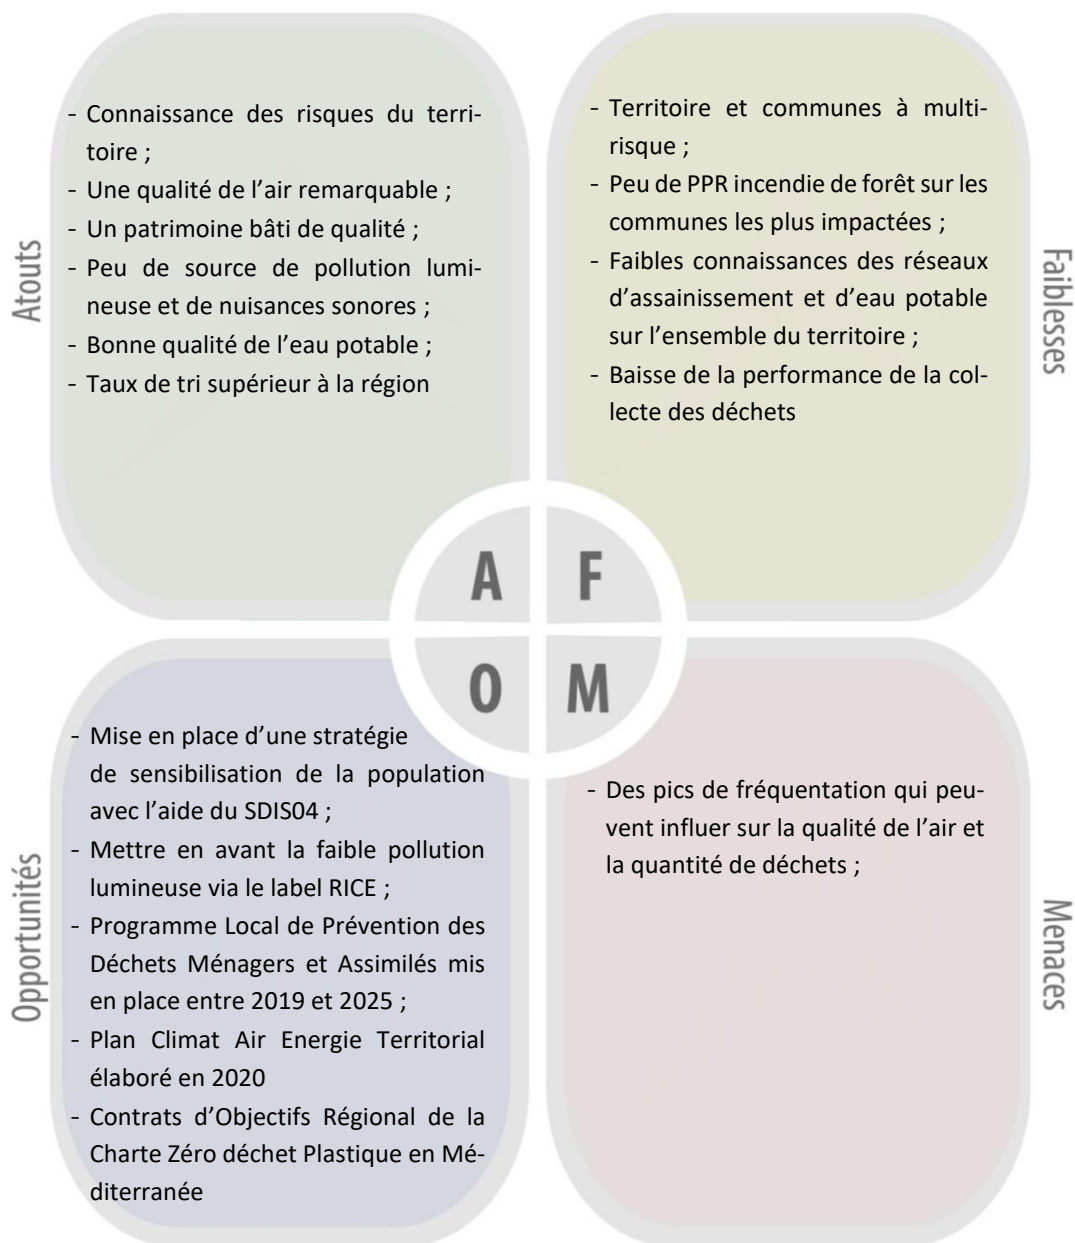 Atouts
- Connaissance des risques du terri-
toire ;
- Une qualité de l’air remarquable ;
- Un patrimoine bâti de qualité ;
- Peu de source de pollution lumi-
neuse et de nuisances sonores ;
- Bonne qualité de l’eau potable ;
- Taux de tri supérieur à la région
Faiblesses
- Territoire et communes à multi-
risque ;
- Peu de PPR incendie de forêt sur les
communes les plus impactées ;
- Faibles connaissances des réseaux
d’assainissement et d’eau potable
sur l’ensemble du territoire ;
- Baisse de la performance de la col-
lecte des déchets
A F
O M
Opportunités
- Mise en place d’une stratégie
de sensibilisation de la population
avec l’aide du SDIS04 ;
- Mettre en avant la faible pollution
lumineuse via le label RICE ;
- Programme Local de Prévention des
Déchets Ménagers et Assimilés mis
en place entre 2019 et 2025 ;
- Plan Climat Air Energie Territorial
élaboré en 2020
- Contrats d’Objectifs Régional de la
Charte Zéro déchet Plastique en Mé-
diterranée
Menaces
- Des pics de fréquentation qui peu-
vent influer sur la qualité de l’air et
la quantité de déchets ;